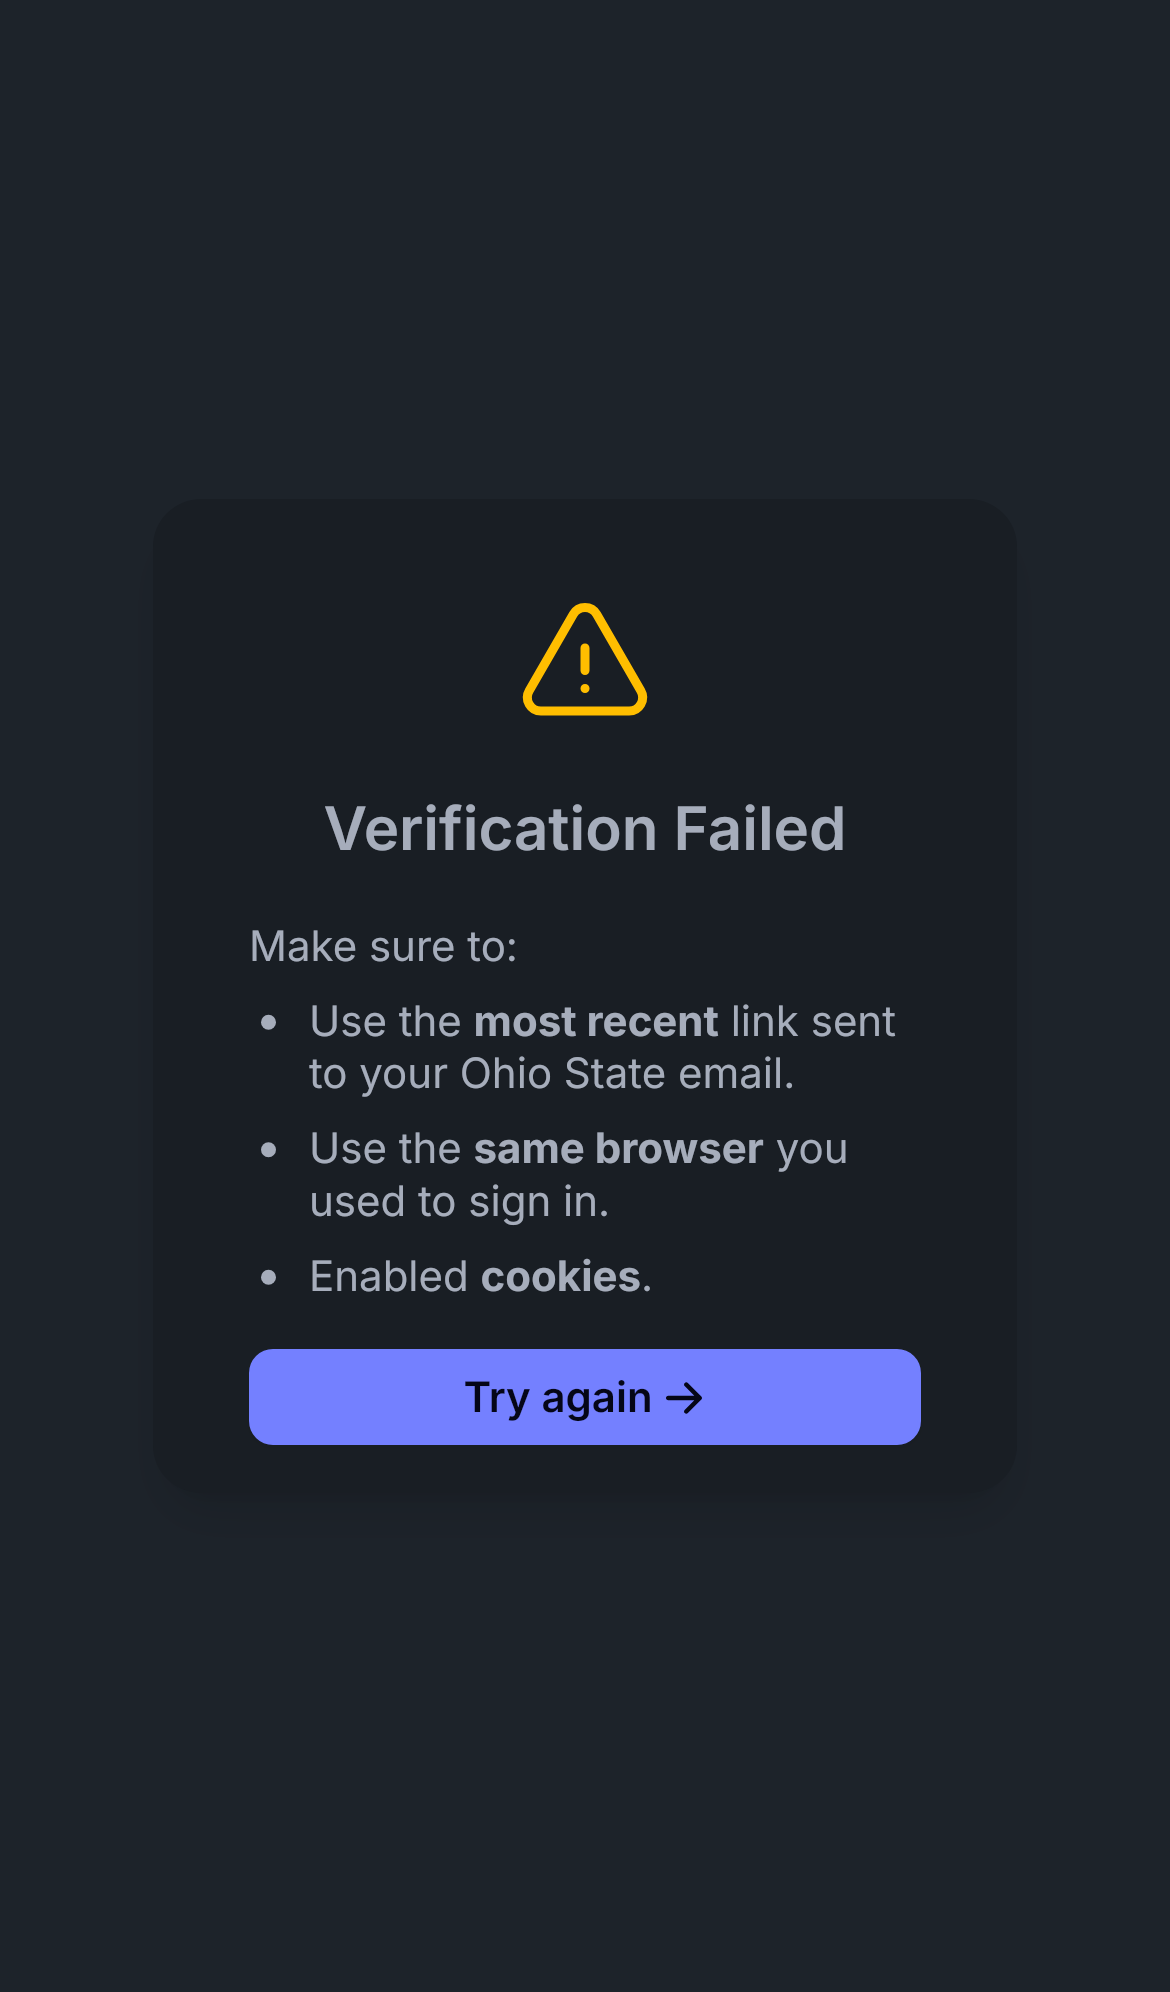 Verification Failed
Make sure to:
• Use the most recent link sent
to your Ohio State email.
• Use the same browser you
used to sign in.
• Enabled cookies.
Try again →